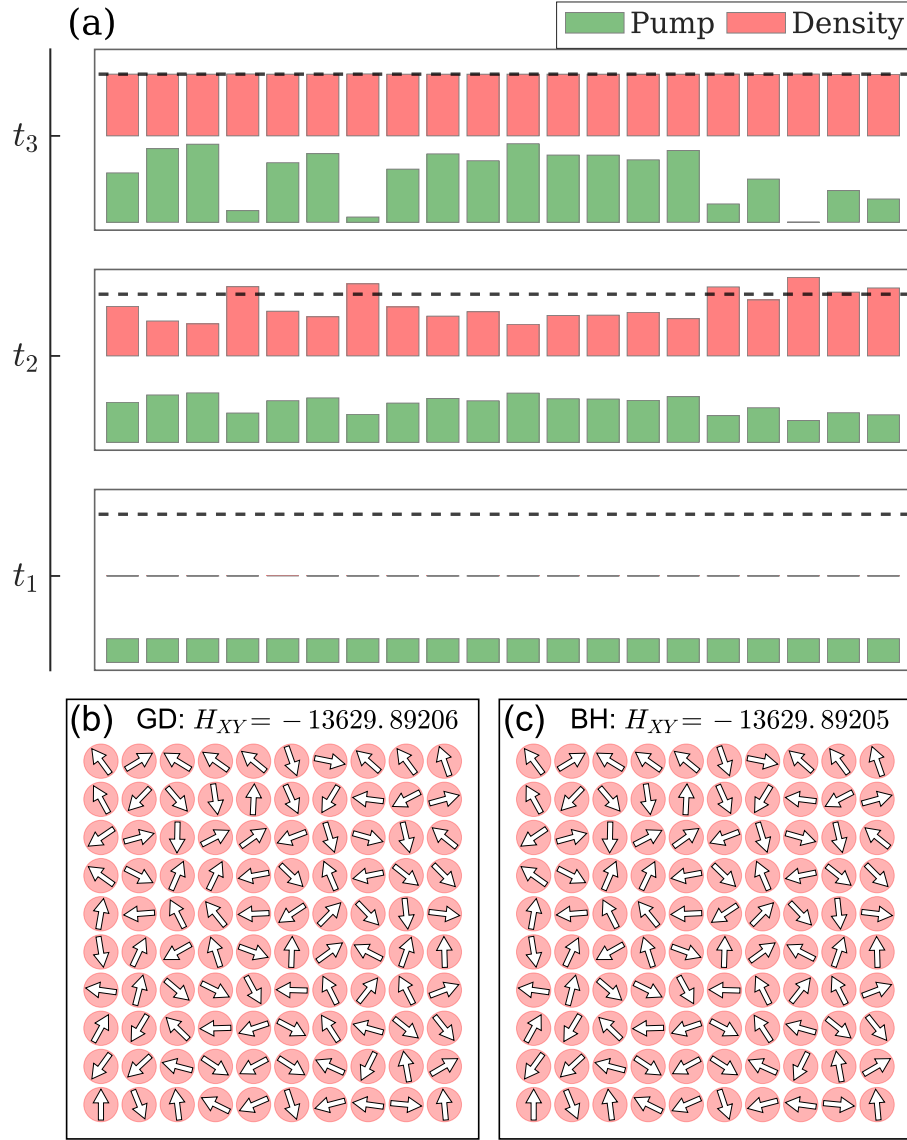 (a)
Pump Density
t₃
t₂
t₁
(b) GD: H_XY = − 13629.89206
(c) BH: H_XY = − 13629.89205